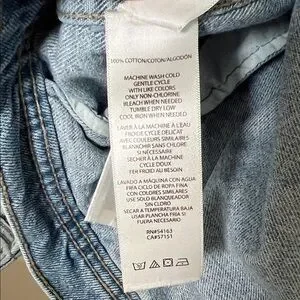 100% COTTON/COTON/ALGODÓN
MACHINE WASH COLD
GENTLE CYCLE
WITH LIKE COLORS
ONLY NON-CHLORINE
BLEACH WHEN NEEDED
TUMBLE DRY LOW
COOL IRON WHEN NEEDED
LAVER À LA MACHINE À L'EAU
FROIDE CYCLE DÉLICAT
AVEC COULEURS SIMILAIRES
BLANCHIR SANS CHLORE
SI NÉCESSAIRE
SÉCHER À LA MACHINE
CYCLE DOUX
FER FROID AU BESOIN
LAVADO A MÁQUINA CON AGUA
FRÍA CICLO DE ROPA FINA
CON COLORES SIMILARES
USE SOLO BLANQUEADOR
SIN CLORO
SECAR A TEMPERATURA BAJA
USAR PLANCHA FRÍA SI
ES NECESARIO
RN#54163
CA#57151